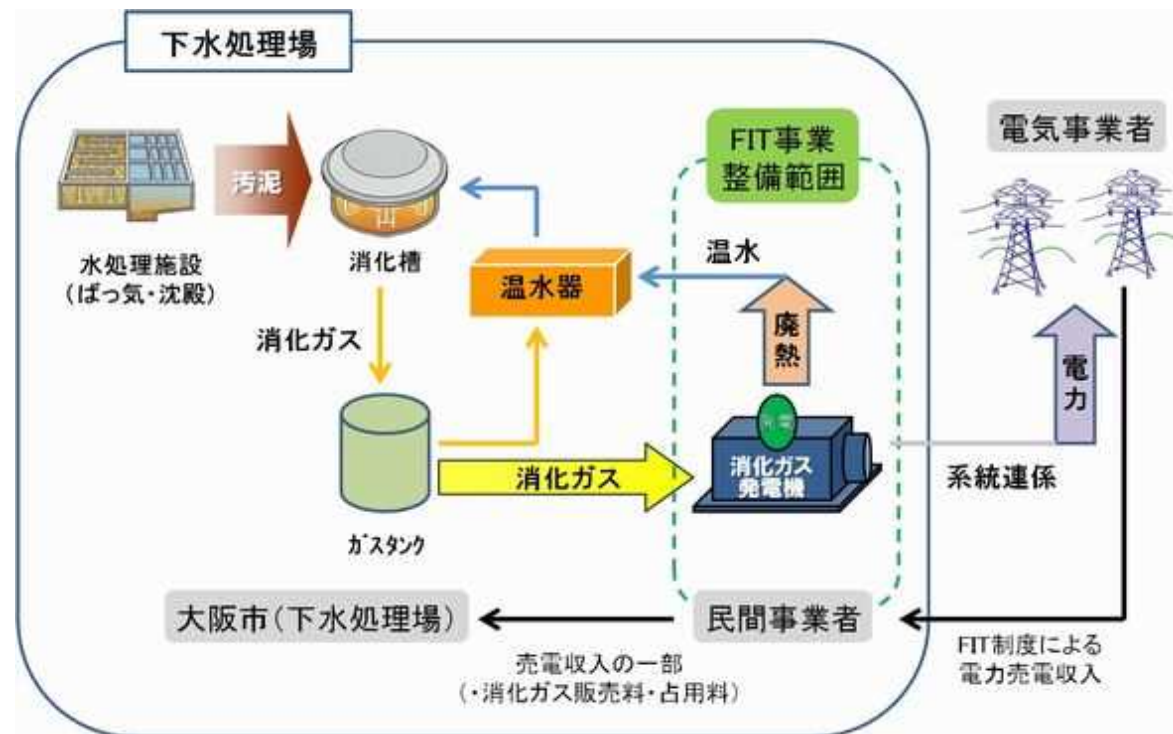 下水処理場
FIT事業
整備範囲
電気事業者
汚泥
水処理施設
(ばっ気・沈殿)
消化槽
温水器
温水
廃熱
電力
消化ガス
消化ガス
消化ガス
発電機
系統連係
ガスタンク
大阪市(下水処理場)
民間事業者
売電収入の一部
(・消化ガス販売料・占用料)
FIT制度による
電力売電収入